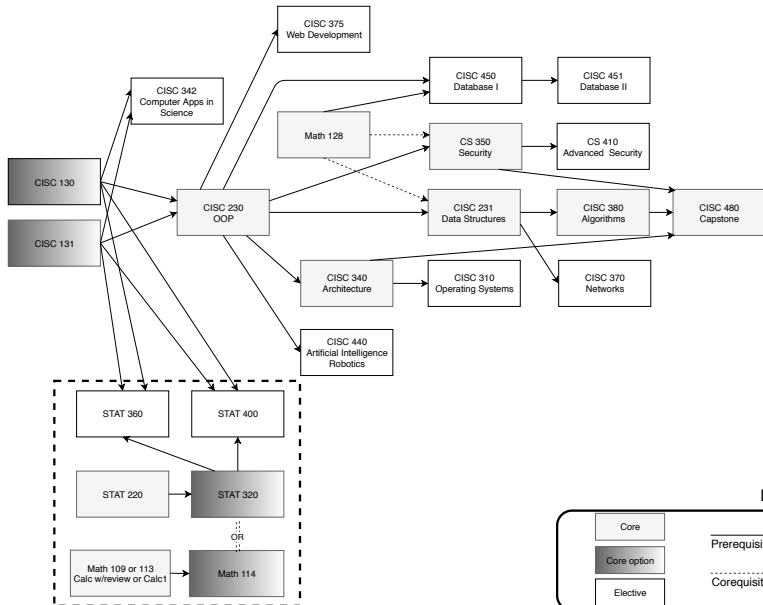 CISC 375
Web Development
CISC 342
Computer Apps in
Science
CISC 450
Database I
CISC 451
Database II
Math 128
CS 350
Security
CS 410
Advanced Security
CISC 130
CISC 230
OOP
CISC 231
Data Structures
CISC 380
Algorithms
CISC 480
Capstone
CISC 131
CISC 340
Architecture
CISC 310
Operating Systems
CISC 370
Networks
CISC 440
Artificial Intelligence
Robotics
STAT 360
STAT 400
STAT 220
STAT 320
OR
Math 109 or 113
Calc w/review or Calc1
Math 114
Core
Core option
Elective